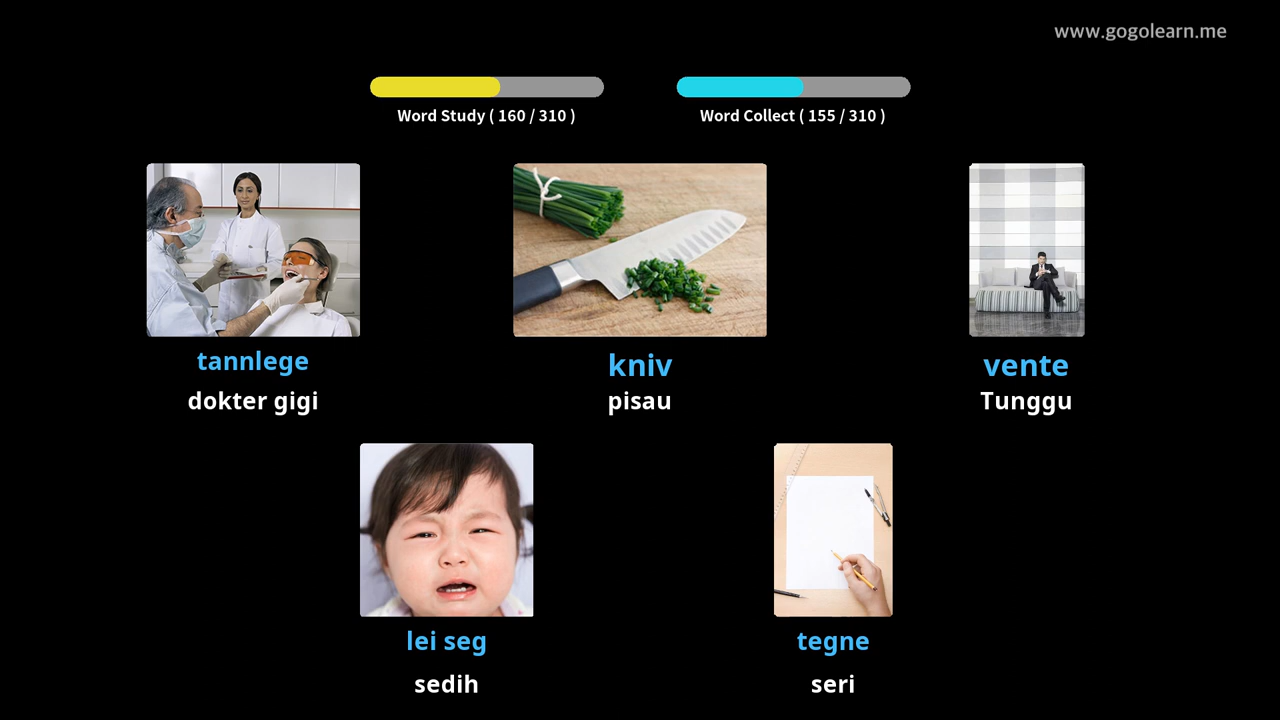 www.gogolearn.me
Word Study ( 160 / 310 )
Word Collect ( 155 / 310 )
tannlege
dokter gigi
kniv
pisau
vente
Tunggu
lei seg
sedih
tegne
seri